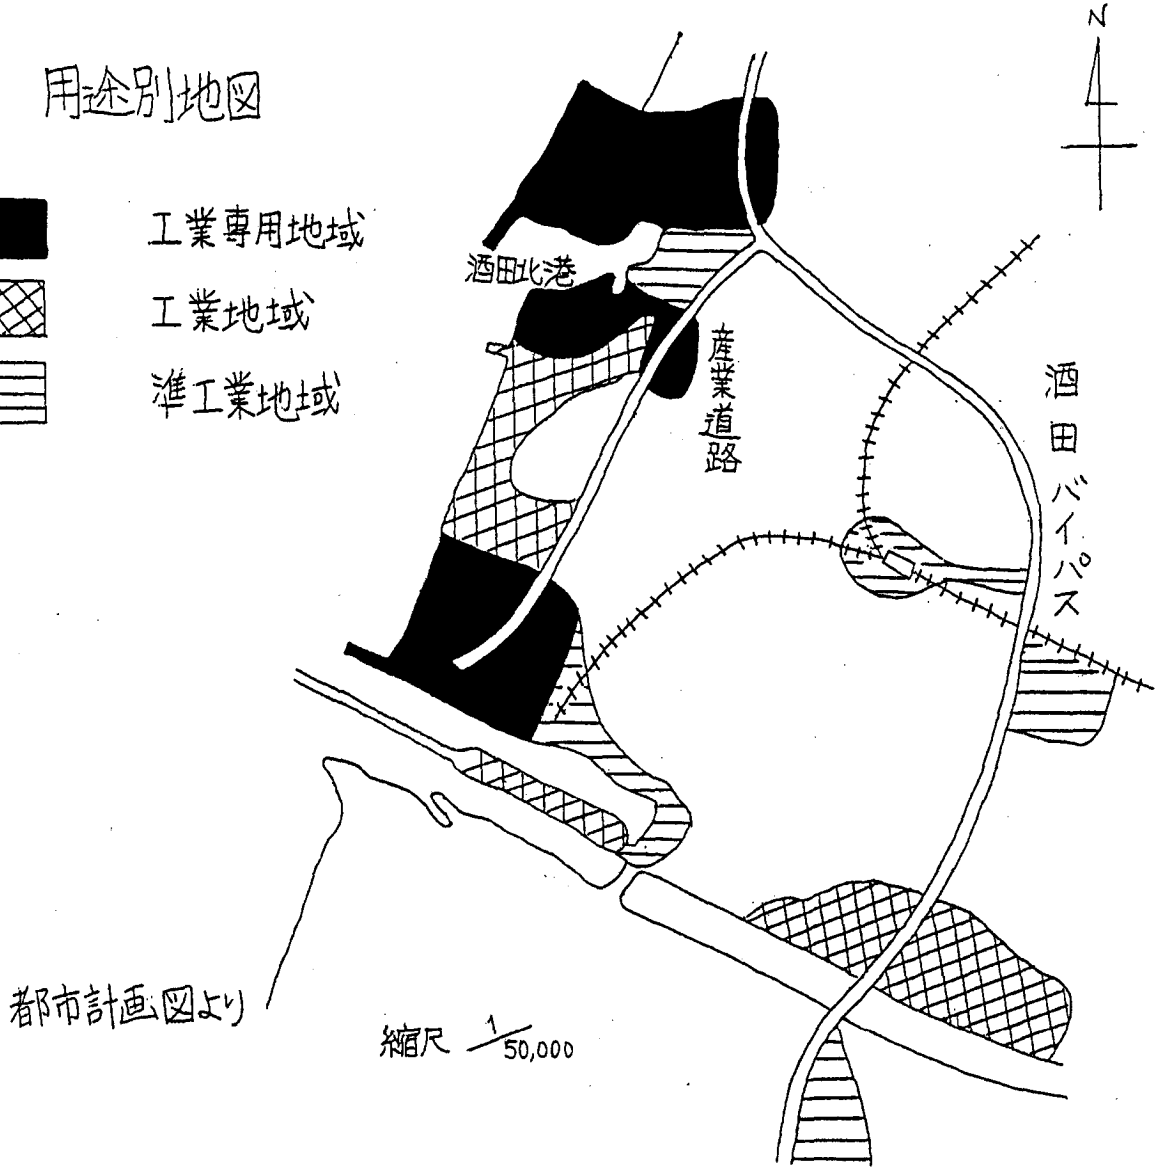 N
用途別地図
工業専用地域
工業地域
準工業地域
酒田北港
産業道路
酒田バイパス
都市計画図より
縮尺 1/50,000